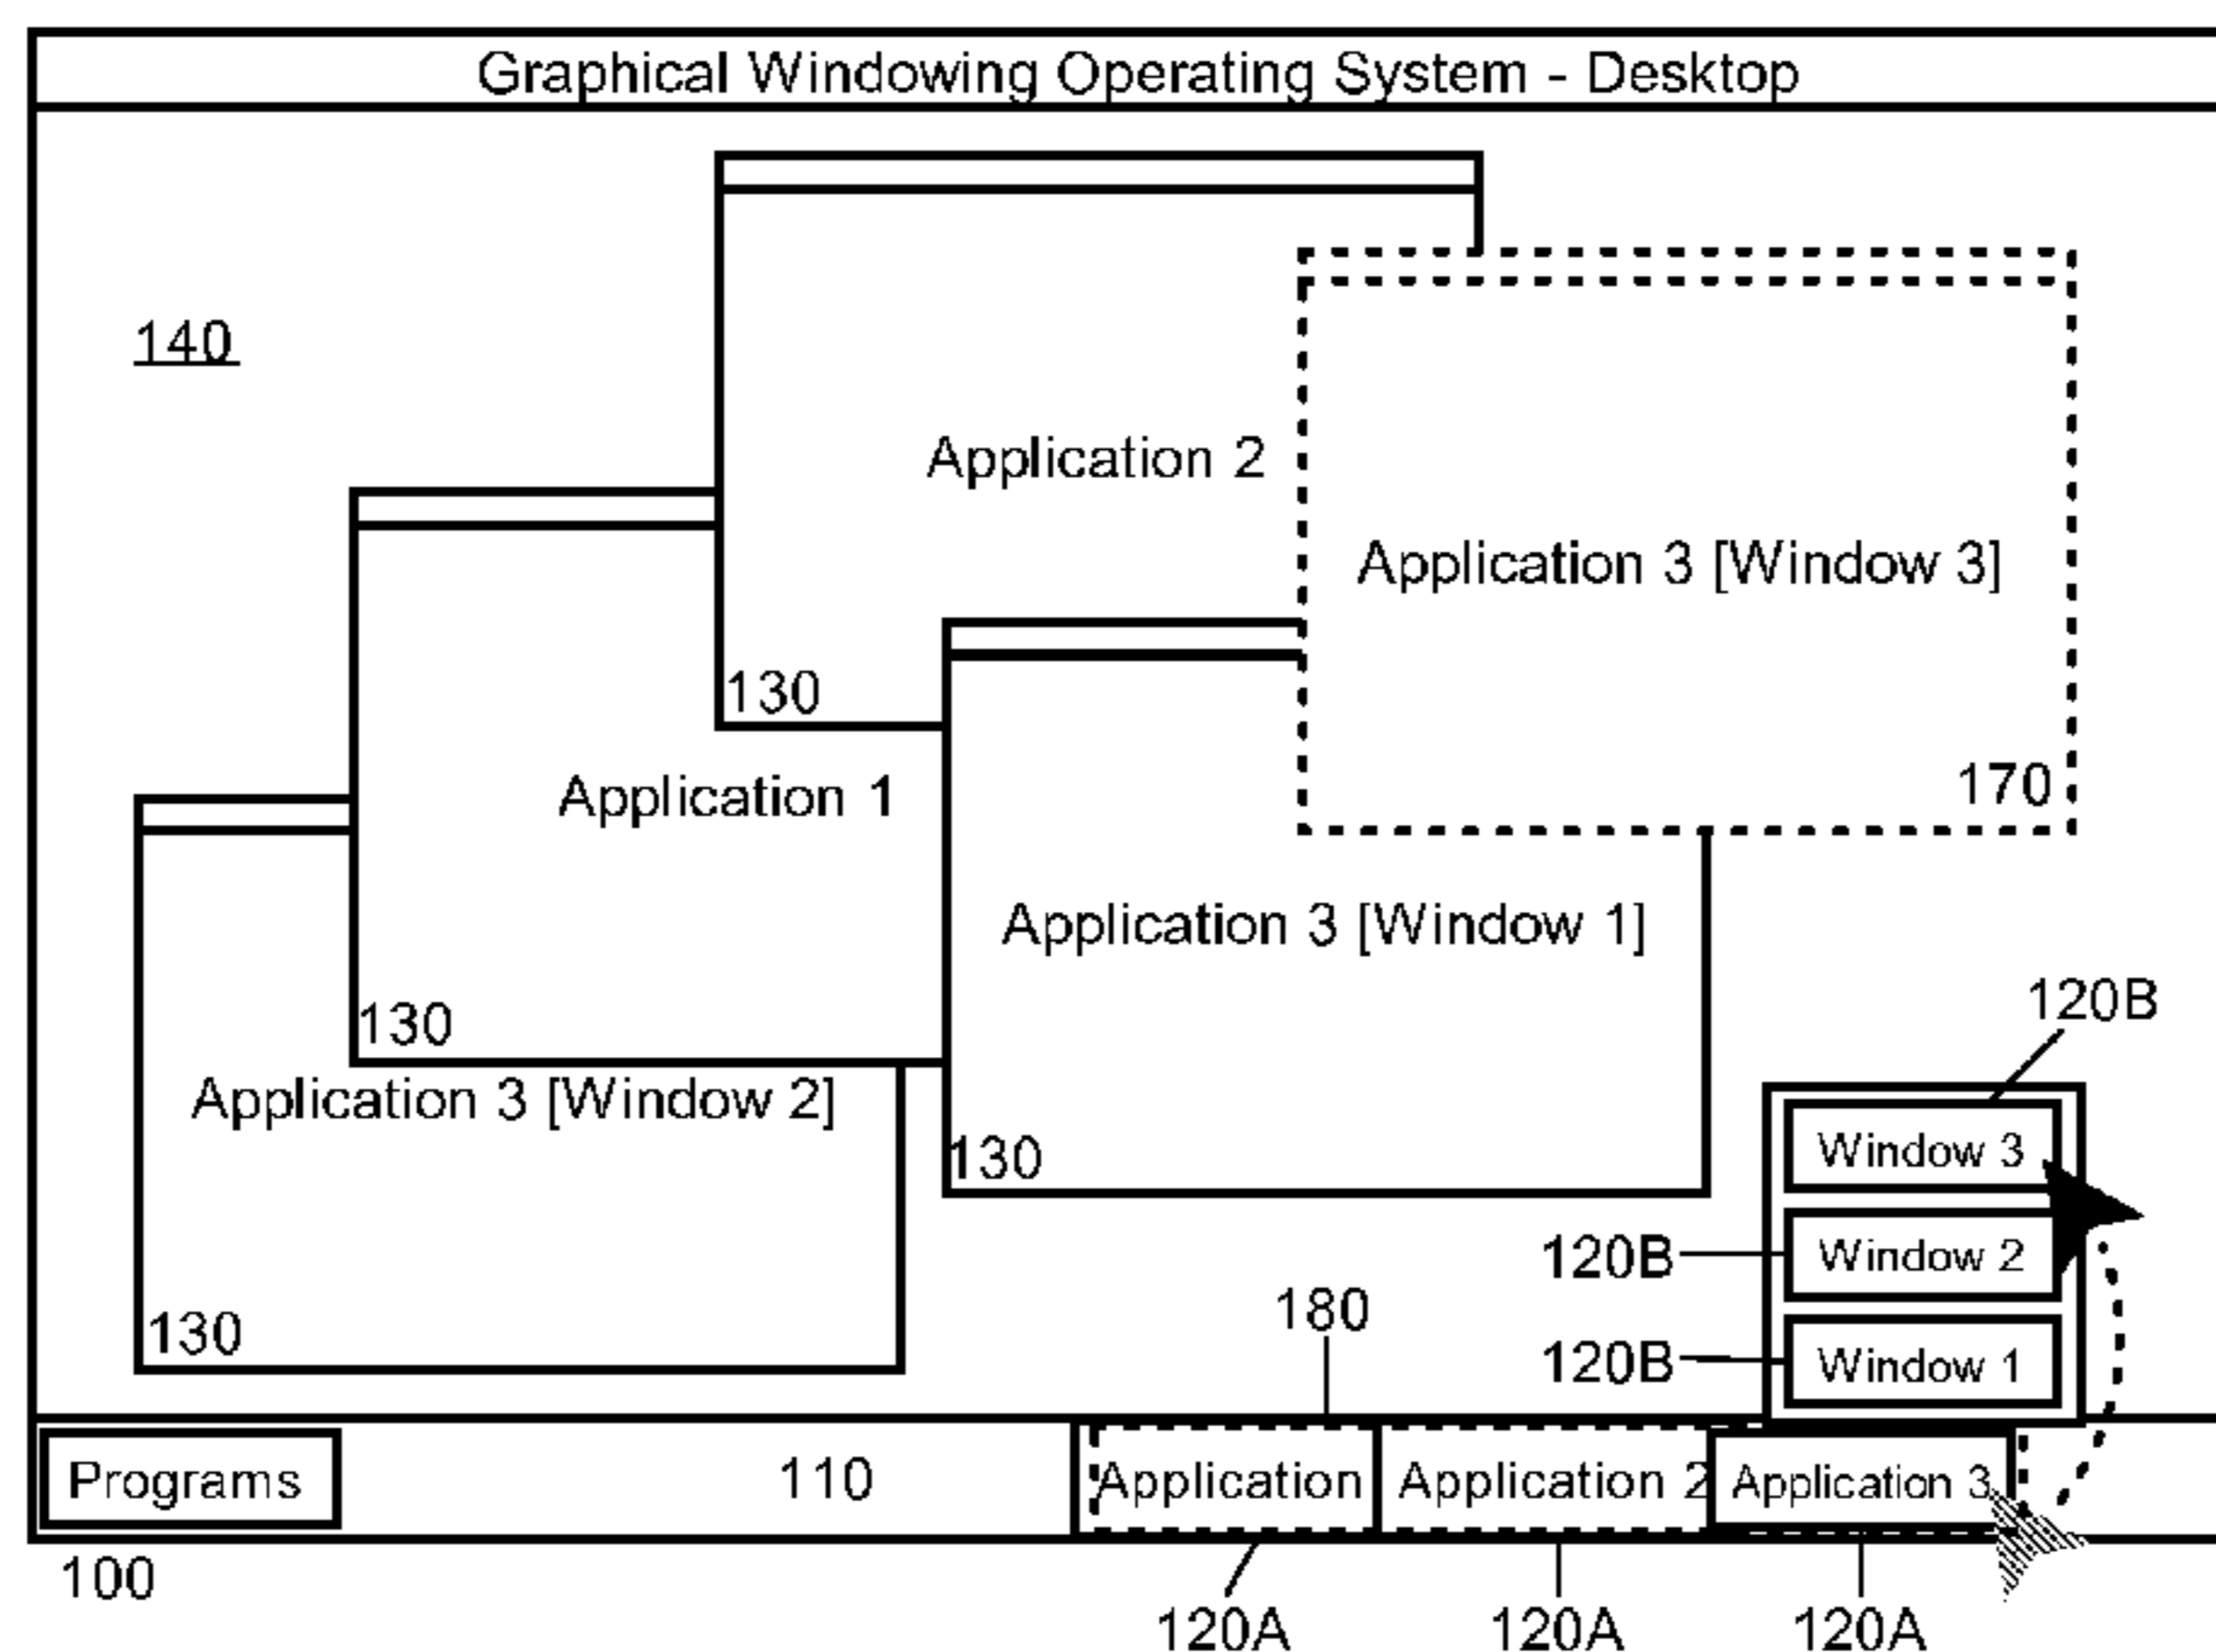 Graphical Windowing Operating System - Desktop
140
Application 2
Application 3 [Window 3]
130
170
Application 1
Application 3 [Window 1]
130
120B
Application 3 [Window 2]
130
Window 3
120B
Window 2
130
180
120B
Window 1
Programs
110
Application
Application 2
Application 3
100
120A
120A
120A